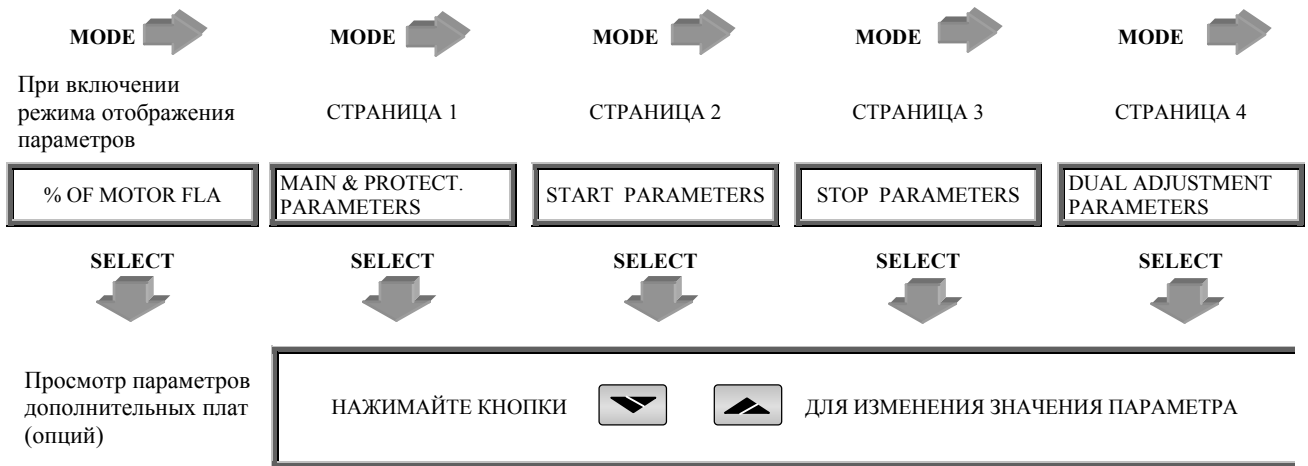 MODE MODE MODE MODE MODE
При включении
режима отображения
параметров
СТРАНИЦА 1 СТРАНИЦА 2 СТРАНИЦА 3 СТРАНИЦА 4
% OF MOTOR FLA
MAIN & PROTECT.
PARAMETERS
START PARAMETERS
STOP PARAMETERS
DUAL ADJUSTMENT
PARAMETERS
SELECT SELECT SELECT SELECT SELECT
Просмотр параметров
дополнительных плат
(опций)
НАЖИМАЙТЕ КНОПКИ ДЛЯ ИЗМЕНЕНИЯ ЗНАЧЕНИЯ ПАРАМЕТРА